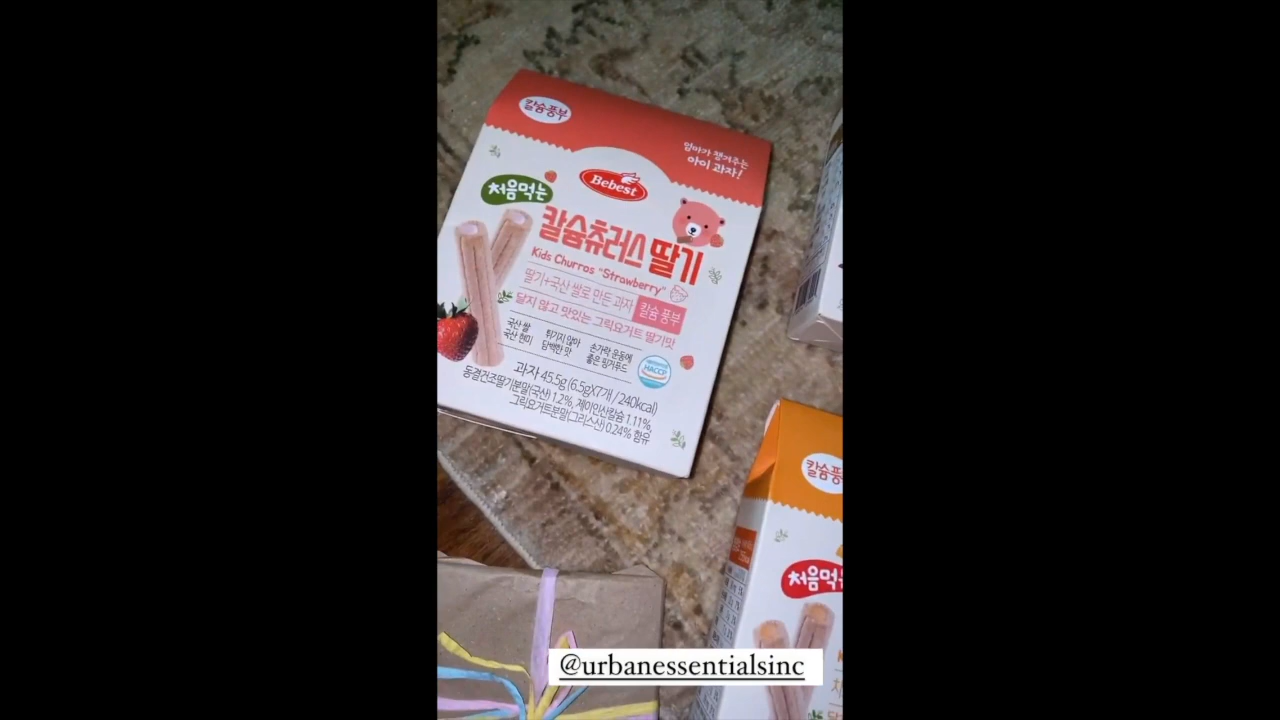 칼슘풍부
엄마가 챙겨주는
아이 과자!
Bebest
처음먹는
칼슘츄러스 딸기
Kids Churros "Strawberry"
딸기+국산 쌀로 만든 과자 칼슘 풍부
달지 않고 맛있는 그릭요거트 딸기맛
국산 쌀
국산 현미
튀기지 않아
담백한 맛
손가락 운동에
좋은 핑거푸드
HACCP
과자 45.5g (6.5gX7개 / 240kcal)
동결건조딸기분말(국산) 1.2%, 제이인산칼슘 1.11%,
그릭요거트분말(그리스산) 0.24% 함유
칼슘풍
처음먹는
@urbanessentialsinc